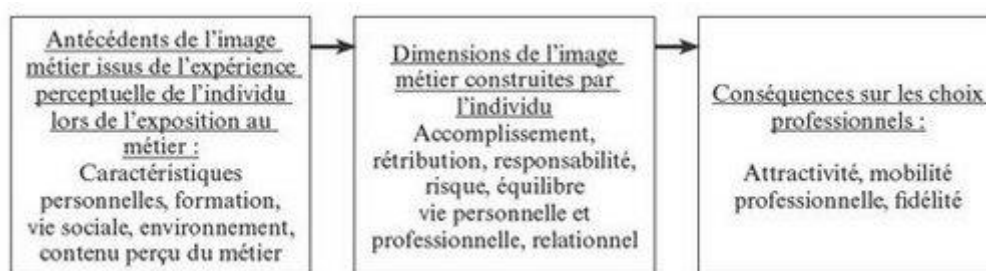 Antécédents de l'image
métier issus de l'expérience
perceptuelle de l'individu
lors de l'exposition au
métier :
Caractéristiques
personnelles, formation,
vie sociale, environnement,
contenu perçu du métier
Dimensions de l'image
métier construites par
l'individu
Accomplissement,
rétribution, responsabilité,
risque, équilibre
vie personnelle et
professionnelle, relationnel
Conséquences sur les choix
professionnels :
Attractivité, mobilité
professionnelle, fidélité